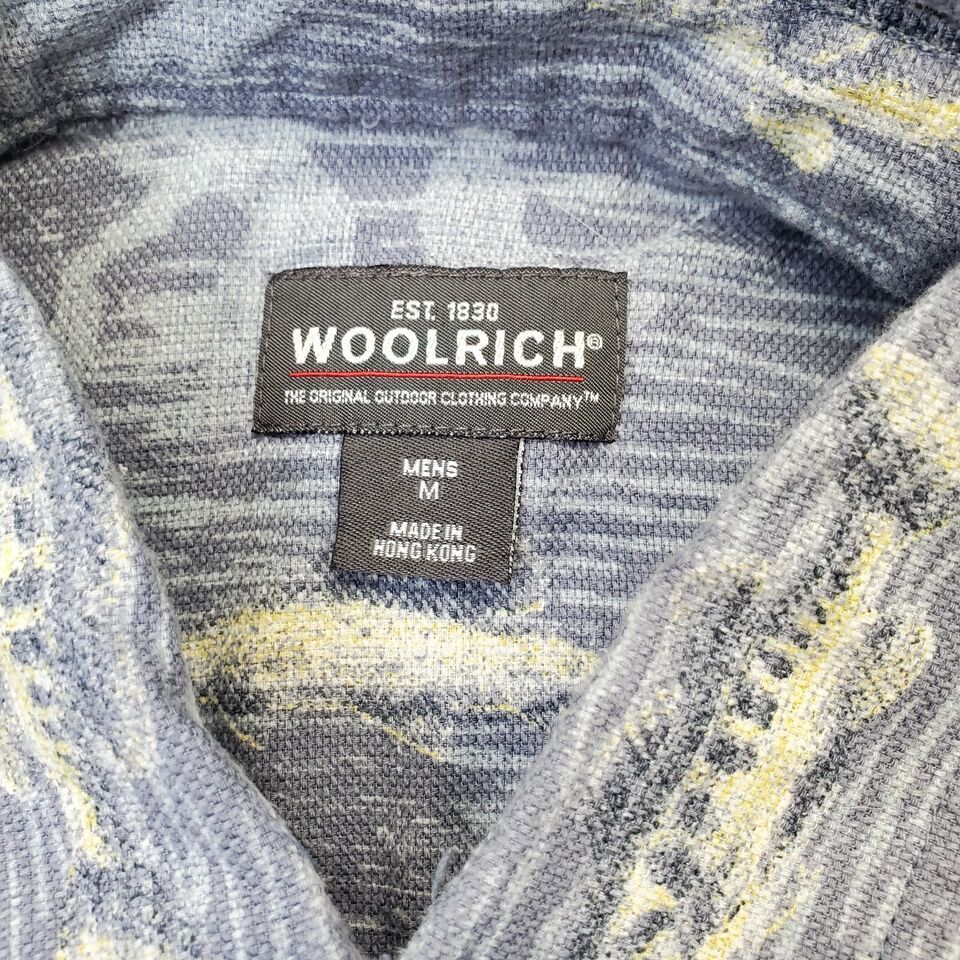 EST. 1830
WOOLRICH®
THE ORIGINAL OUTDOOR CLOTHING COMPANY™
MENS
M
MADE IN
HONG KONG